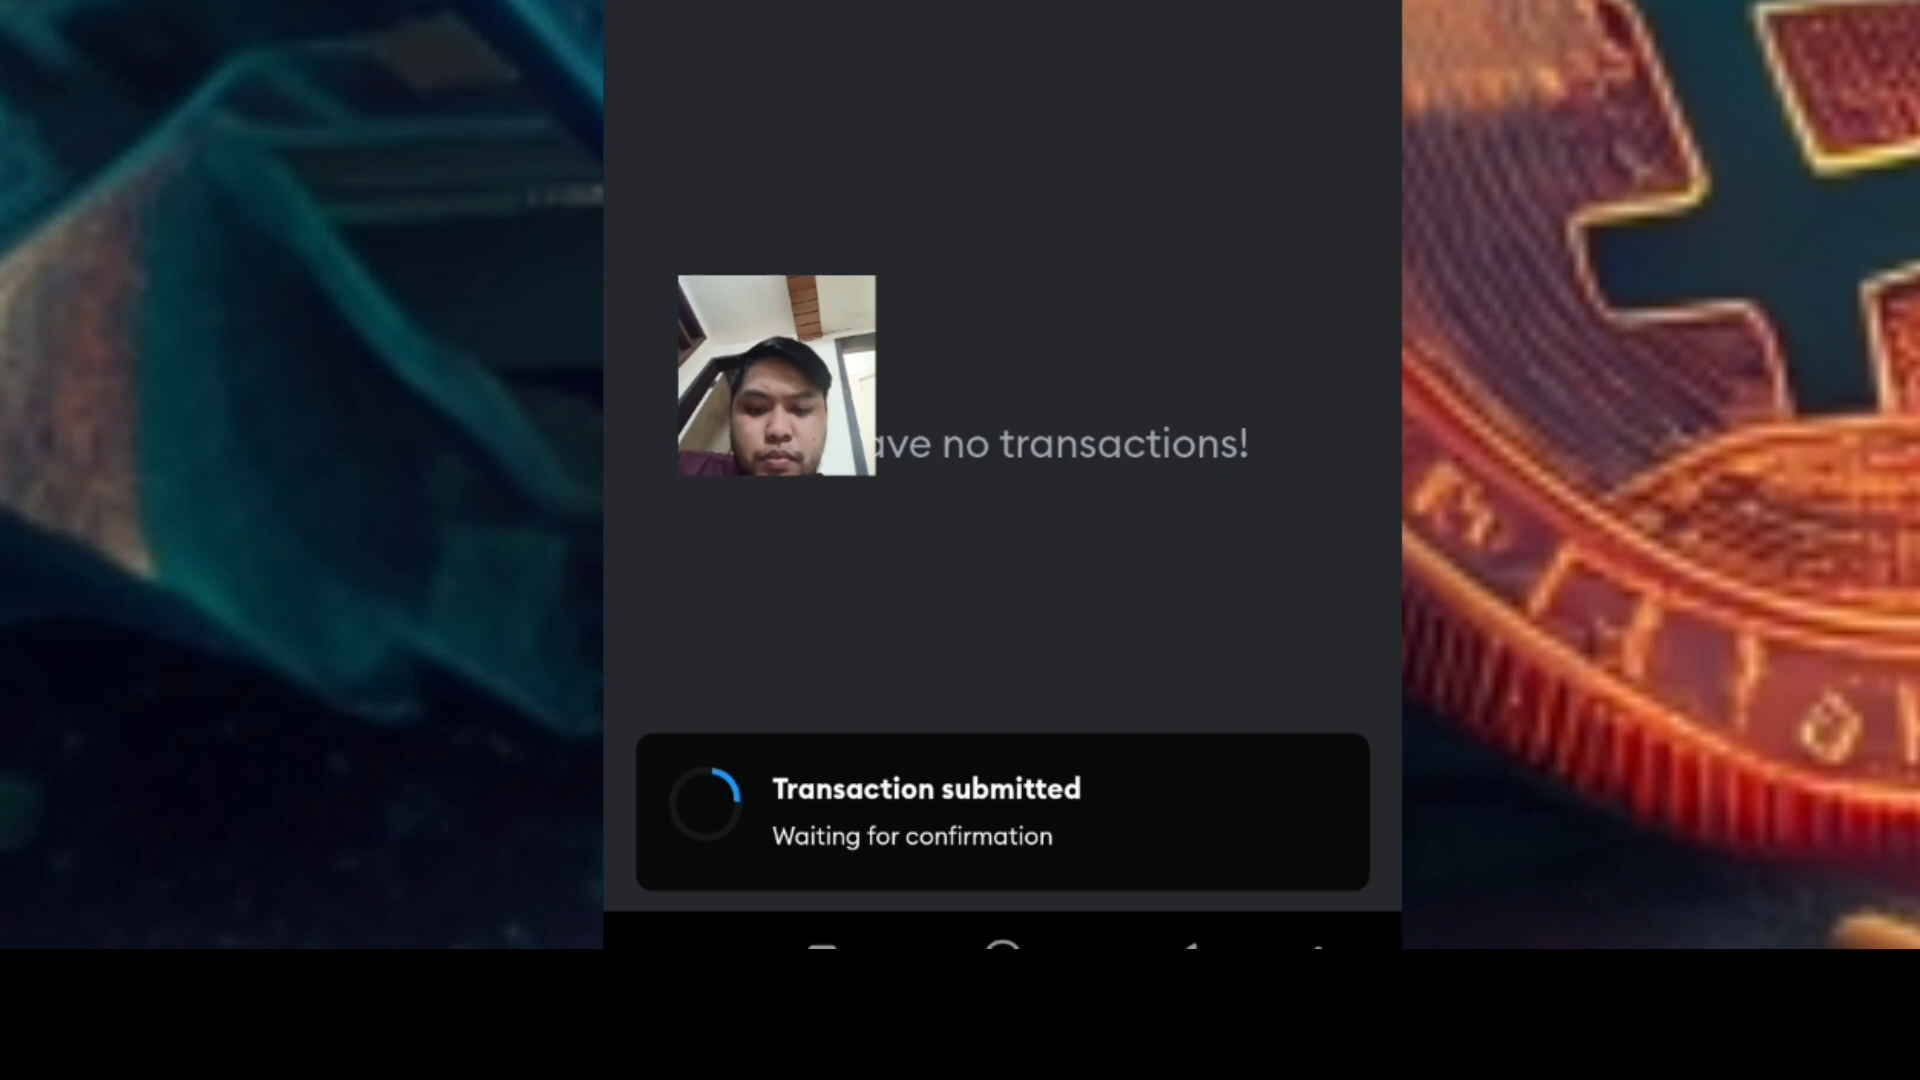 ave no transactions!
Transaction submitted
Waiting for confirmation